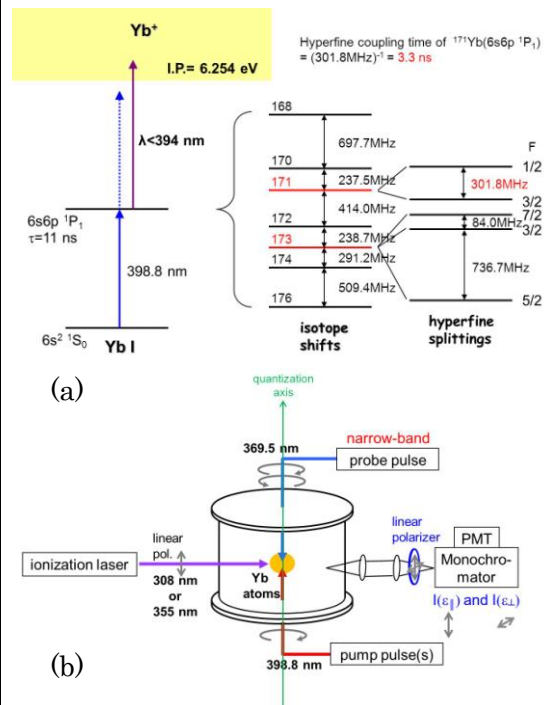 Yb⁺
I.P.= 6.254 eV
λ<394 nm
6s6p ¹P₁
τ=11 ns
398.8 nm
6s² ¹S₀
Yb I
Hyperfine coupling time of ¹⁷¹Yb(6s6p ¹P₁)
= (301.8MHz)⁻¹ = 3.3 ns
168
697.7MHz
170
237.5MHz
171
414.0MHz
172
238.7MHz
173
291.2MHz
174
509.4MHz
176
isotope
shifts
F
1/2
301.8MHz
3/2
7/2
84.0MHz
3/2
736.7MHz
5/2
hyperfine
splittings
(a)
quantization
axis
369.5 nm
narrow-band
probe pulse
linear
pol.
ionization laser
308 nm
or
355 nm
Yb
atoms
linear
polarizer
PMT
Monochro-
mator
I(ε∥) and I(ε⊥)
398.8 nm
pump pulse(s)
(b)